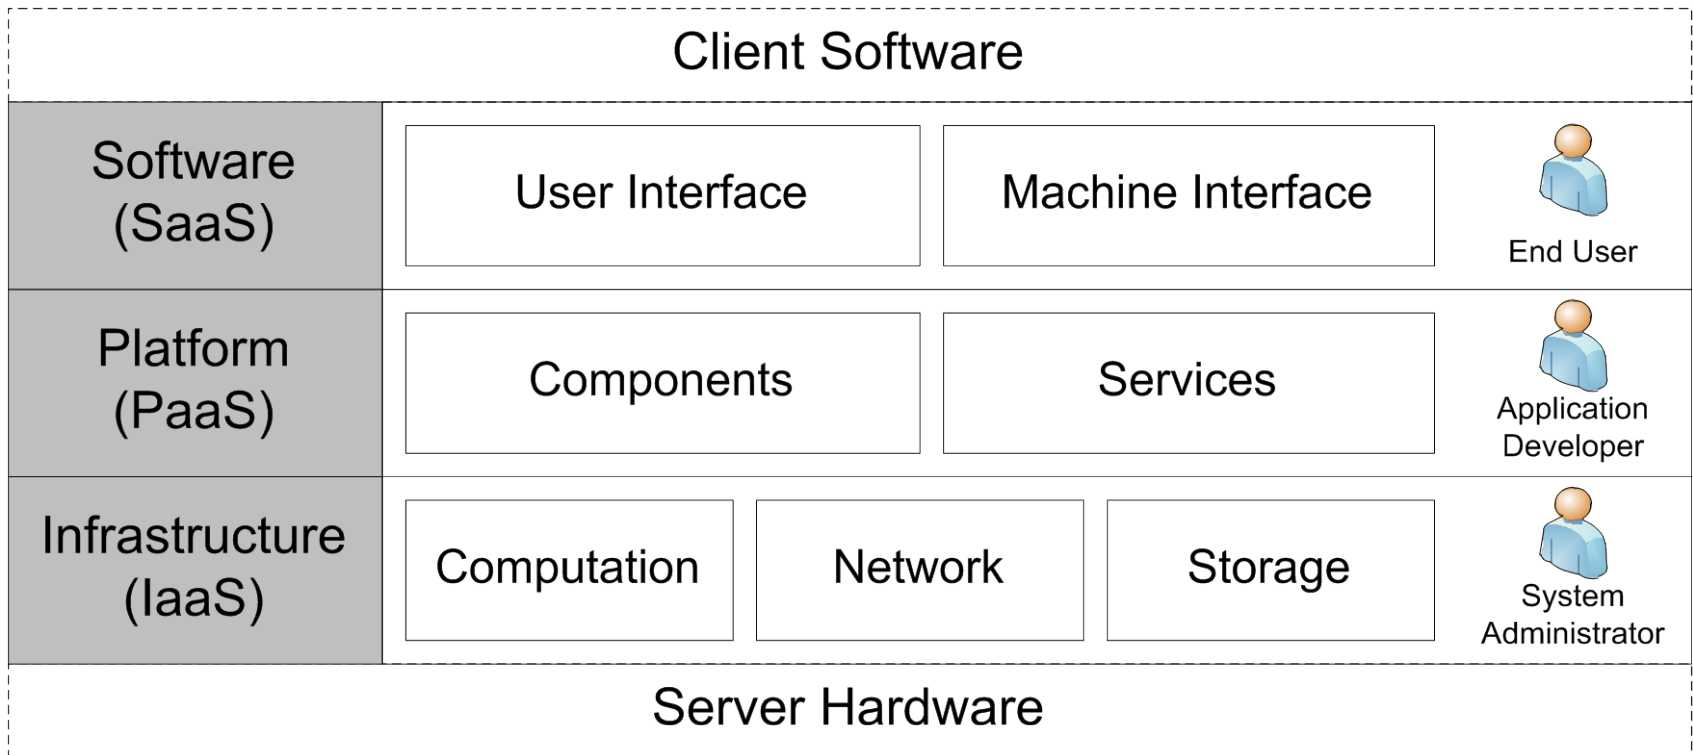 Client Software
Software
(SaaS)
User Interface
Machine Interface
End User
Platform
(PaaS)
Components
Services
Application
Developer
Infrastructure
(IaaS)
Computation
Network
Storage
System
Administrator
Server Hardware